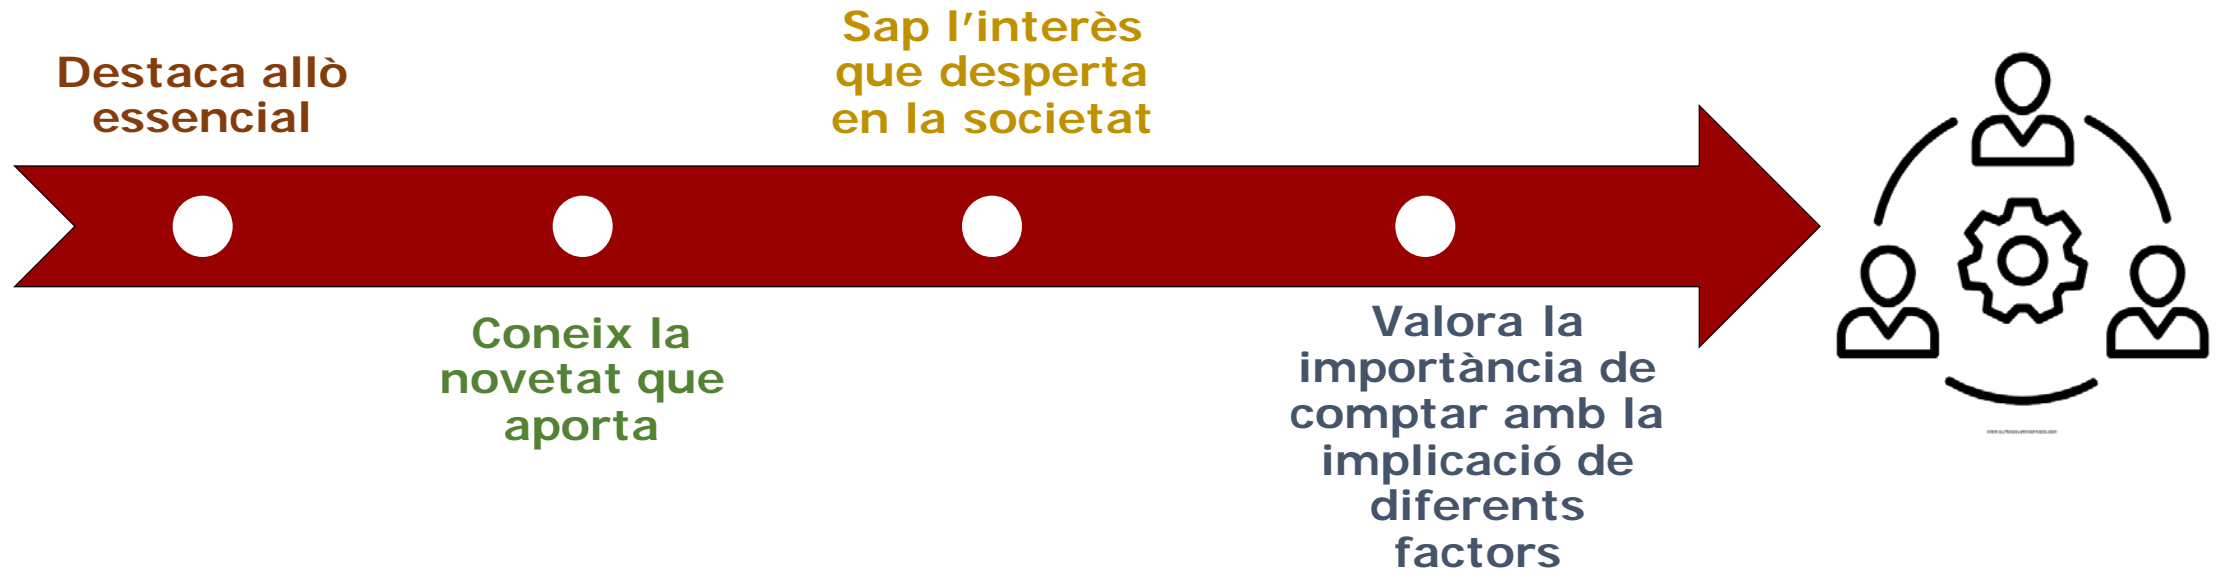 Destaca allò
essencial
Coneix la
novetat que
aporta
Sap l'interès
que desperta
en la societat
Valora la
importància de
comptar amb la
implicació de
diferents
factors